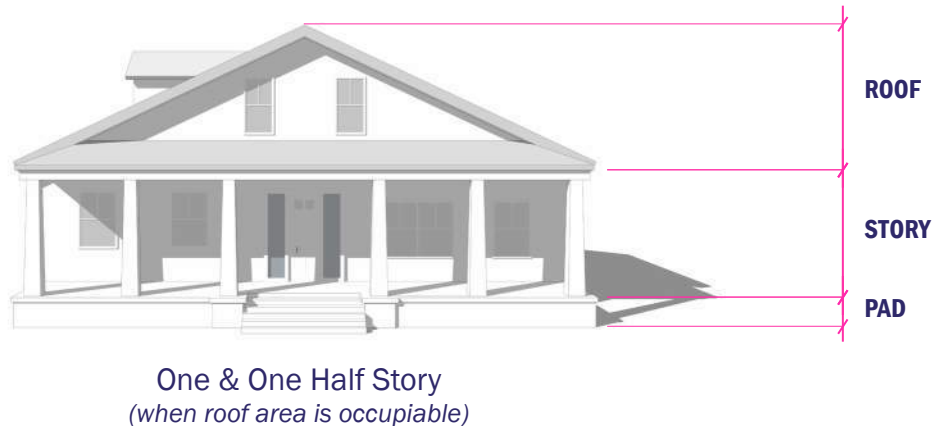 ROOF
STORY
PAD
One & One Half Story
(when roof area is occupiable)